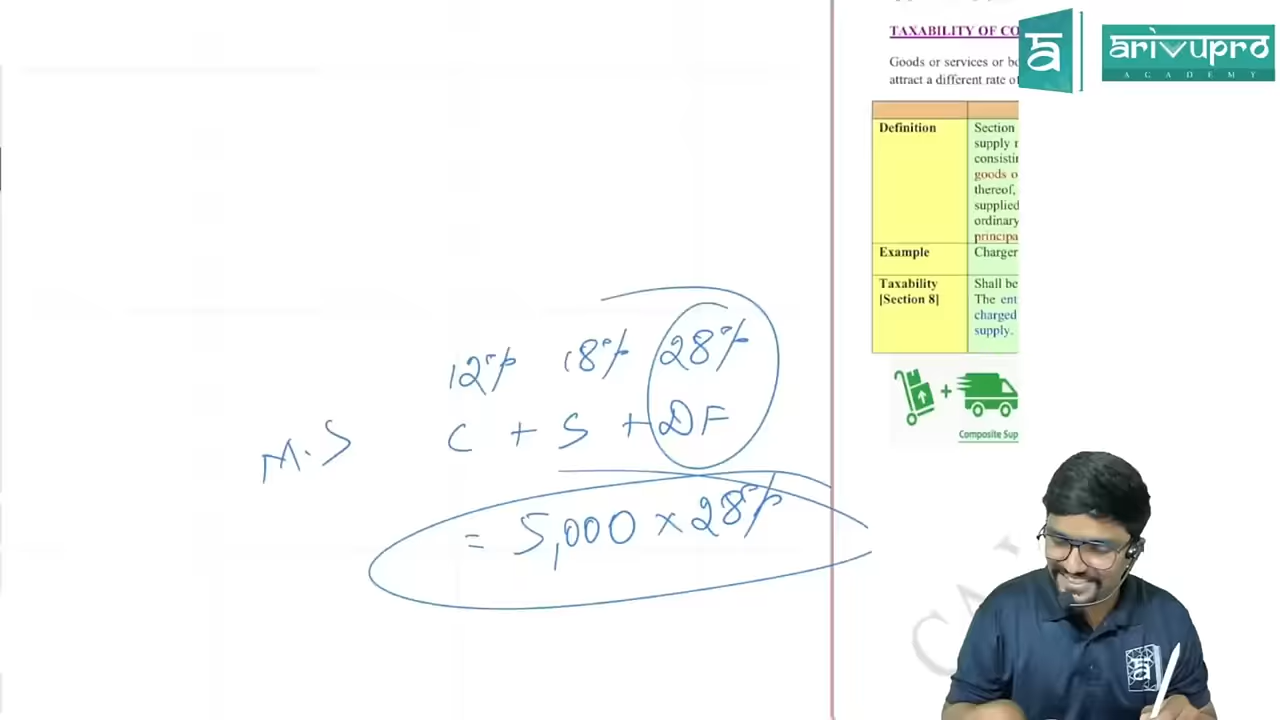 TAXABILITY OF CO
Goods or services or bo
attract a different rate of
arivupro
ACADEMY
Definition
Section
supply
consistin
goods o
thereof,
supplied
ordinary
principa
Example
Charger
Taxability
[Section 8]
Shall be
The ent
charged
supply.
Composite Sup
12% 18% 28%
M.S C + S + DF
= 5,000 × 28%